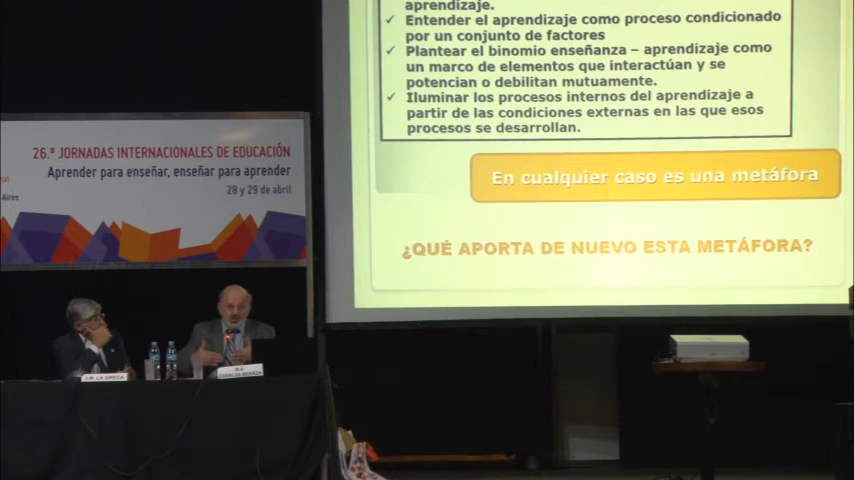 26.º JORNADAS INTERNACIONALES DE EDUCACIÓN
Aprender para enseñar, enseñar para aprender
28 y 29 de abril
Aires
aprendizaje.
✓ Entender el aprendizaje como proceso condicionado
por un conjunto de factores
✓ Plantear el binomio enseñanza – aprendizaje como
un marco de elementos que interactúan y se
potencian o debilitan mutuamente.
✓ Iluminar los procesos internos del aprendizaje a
partir de las condiciones externas en las que esos
procesos se desarrollan.
En cualquier caso es una metáfora
¿QUÉ APORTA DE NUEVO ESTA METÁFORA?
J.M. LA GRECA
M.A.
ZABALZA BERAZA